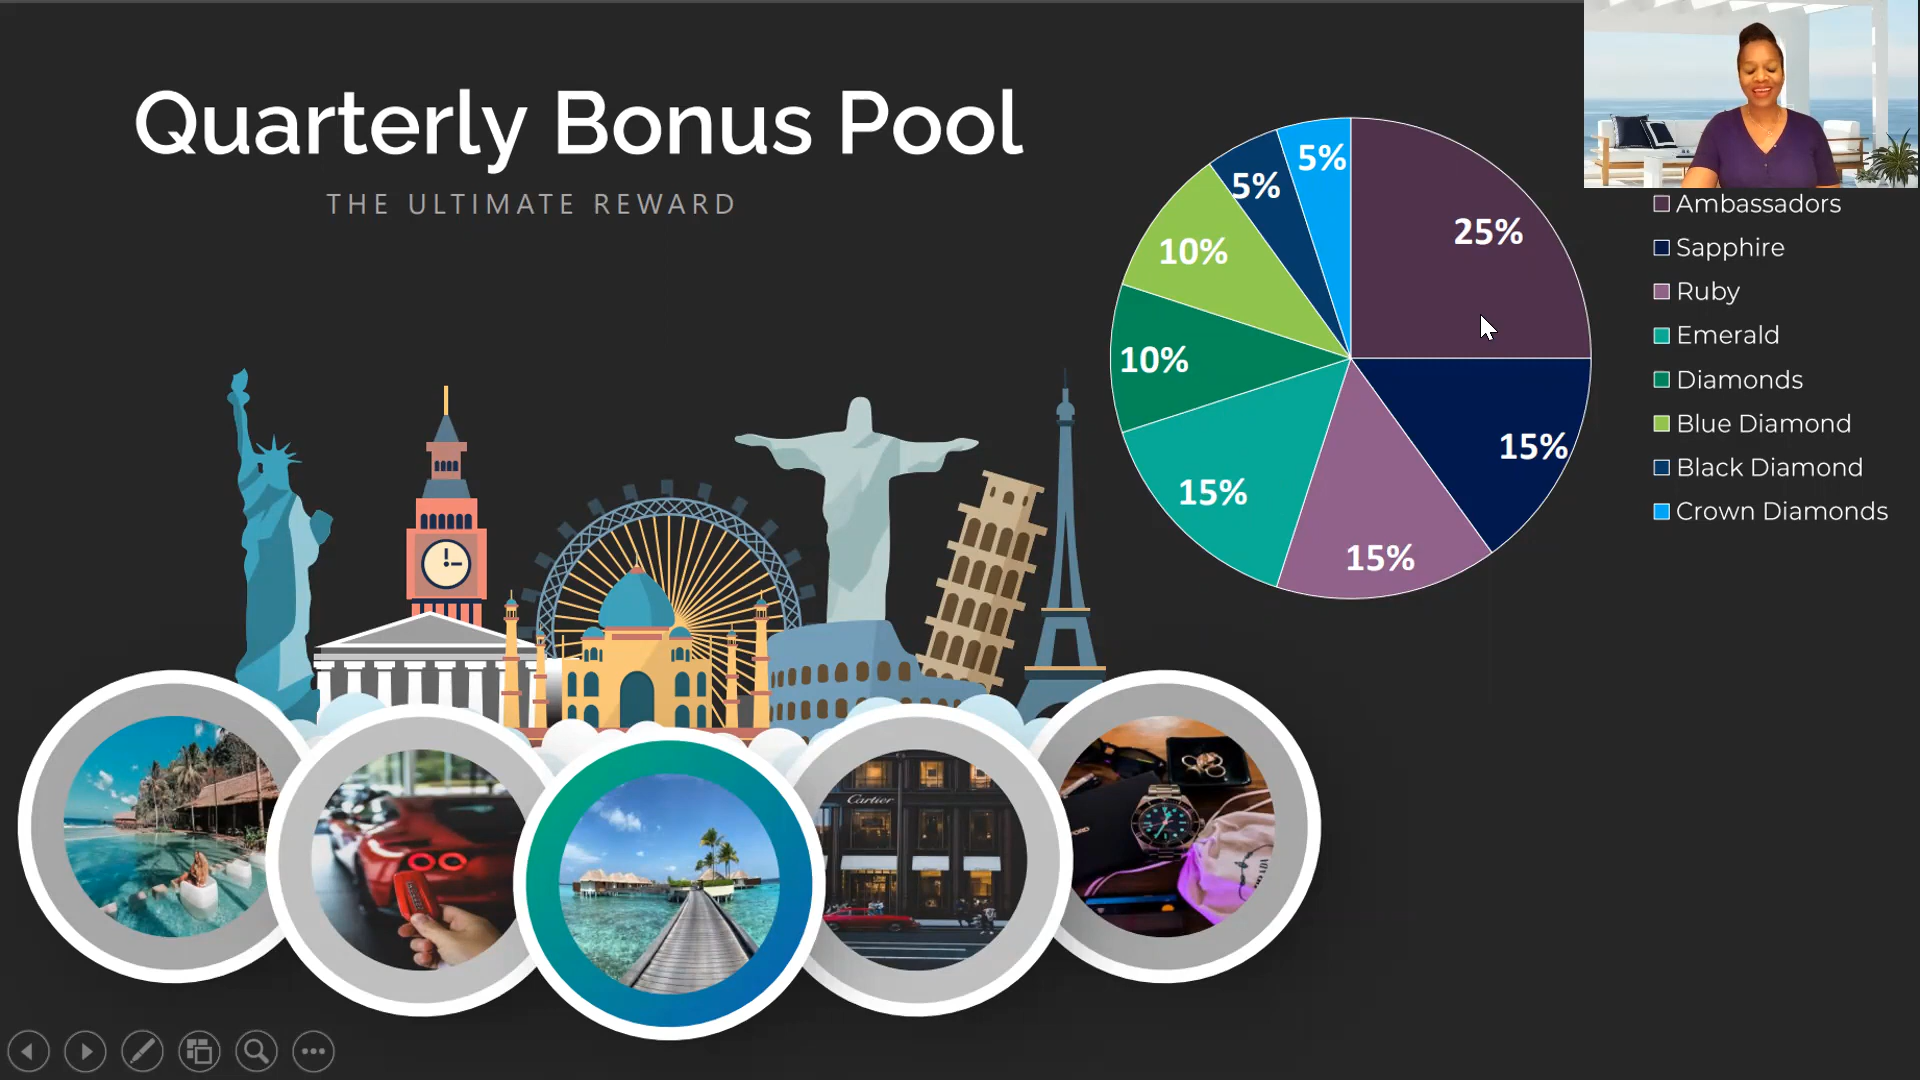 Quarterly Bonus Pool
THE ULTIMATE REWARD
5%
5%
25%
10%
10%
15%
15%
15%
Ambassadors
Sapphire
Ruby
Emerald
Diamonds
Blue Diamond
Black Diamond
Crown Diamonds
Cartier